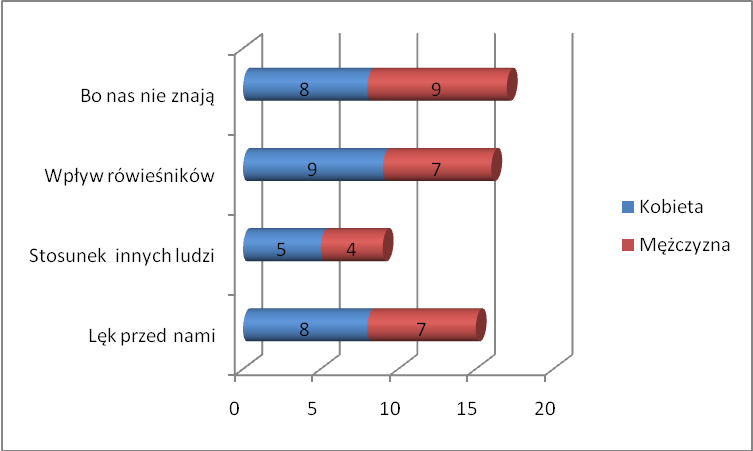 Bo nas nie znają
8 9
Wpływ rówieśników
9 7
Stosunek innych ludzi
5 4
Lęk przed nami
8 7
0 5 10 15 20
Kobieta
Mężczyzna